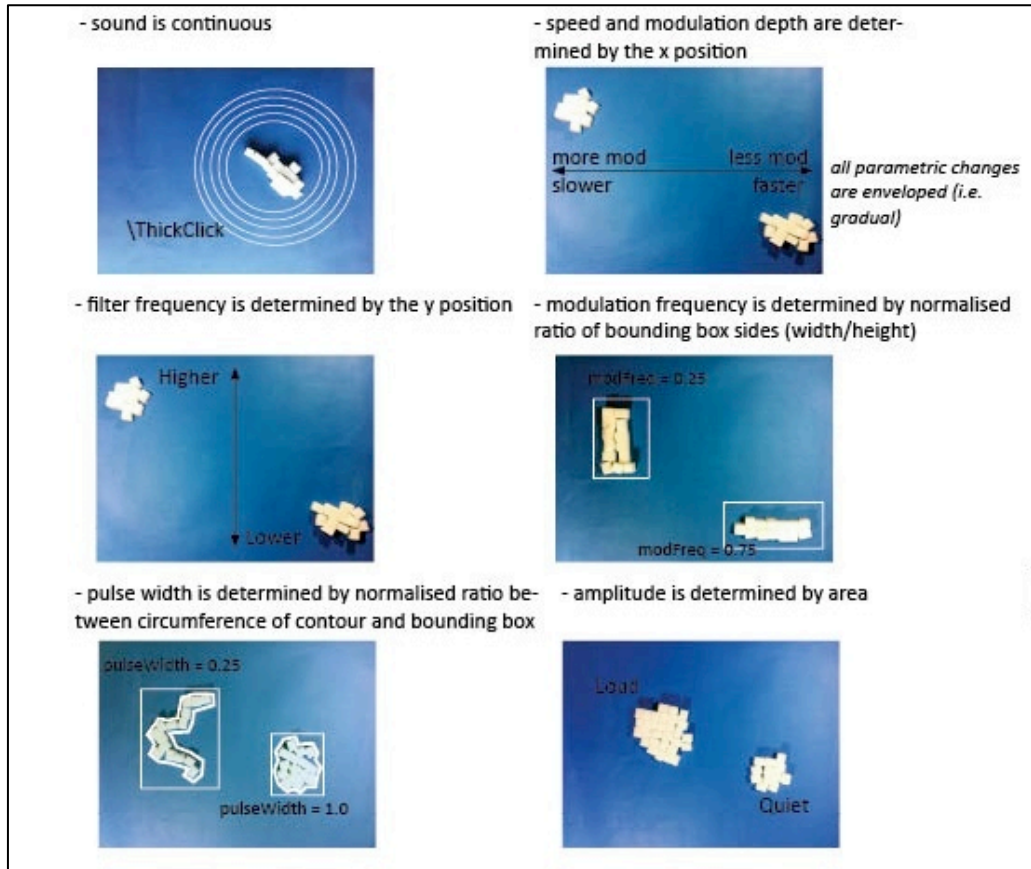 - sound is continuous
\ThickClick
- speed and modulation depth are deter-
mined by the x position
more mod
less mod
slower
faster
all parametric changes
are enveloped (i.e.
gradual)
- filter frequency is determined by the y position
Higher
Lower
- modulation frequency is determined by normalised
ratio of bounding box sides (width/height)
modFreq = 0.25
modFreq = 0.75
- pulse width is determined by normalised ratio be-
tween circumference of contour and bounding box
pulseWidth = 0.25
pulseWidth = 1.0
- amplitude is determined by area
Loud
Quiet